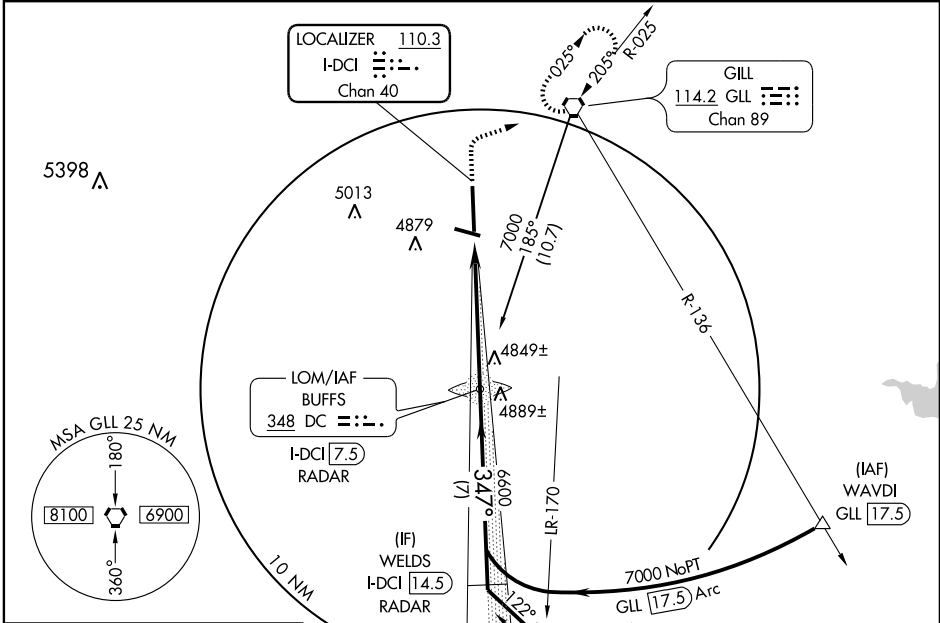 LOCALIZER 110.3
I-DCI
Chan 40
R-025
025°
205°
GILL
114.2 GLL
Chan 89
5398
5013
4879
7000
185°
(10.7)
R-136
4849±
4889±
LOM/IAF
BUFFS
348 DC
I-DCI 7.5
RADAR
MSA GLL 25 NM
180°
8100
6900
360°
10 NM
347°
(7)
6900
LR-170
(IAF)
WAVDI
GLL 17.5
(IF)
WELDS
I-DCI 14.5
RADAR
7000 NoPT
GLL 17.5 Arc
122°